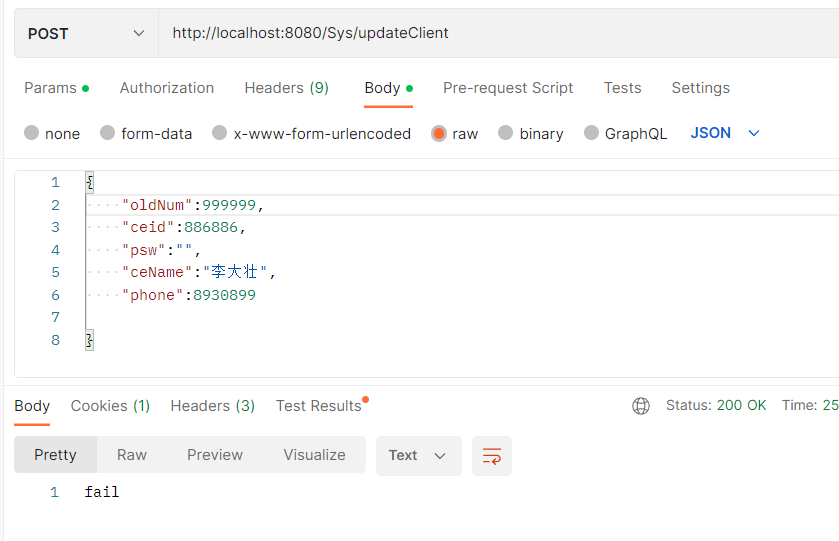 POST http://localhost:8080/Sys/updateClient
Params Authorization Headers (9) Body Pre-request Script Tests Settings
none form-data x-www-form-urlencoded raw binary GraphQL JSON
1 {
2 "oldNum":999999,
3 "ceid":886886,
4 "psw":"",
5 "ceName":"李大壮",
6 "phone":8930899
7
8 }
Body Cookies (1) Headers (3) Test Results Status: 200 OK Time: 25
Pretty Raw Preview Visualize Text
1 fail